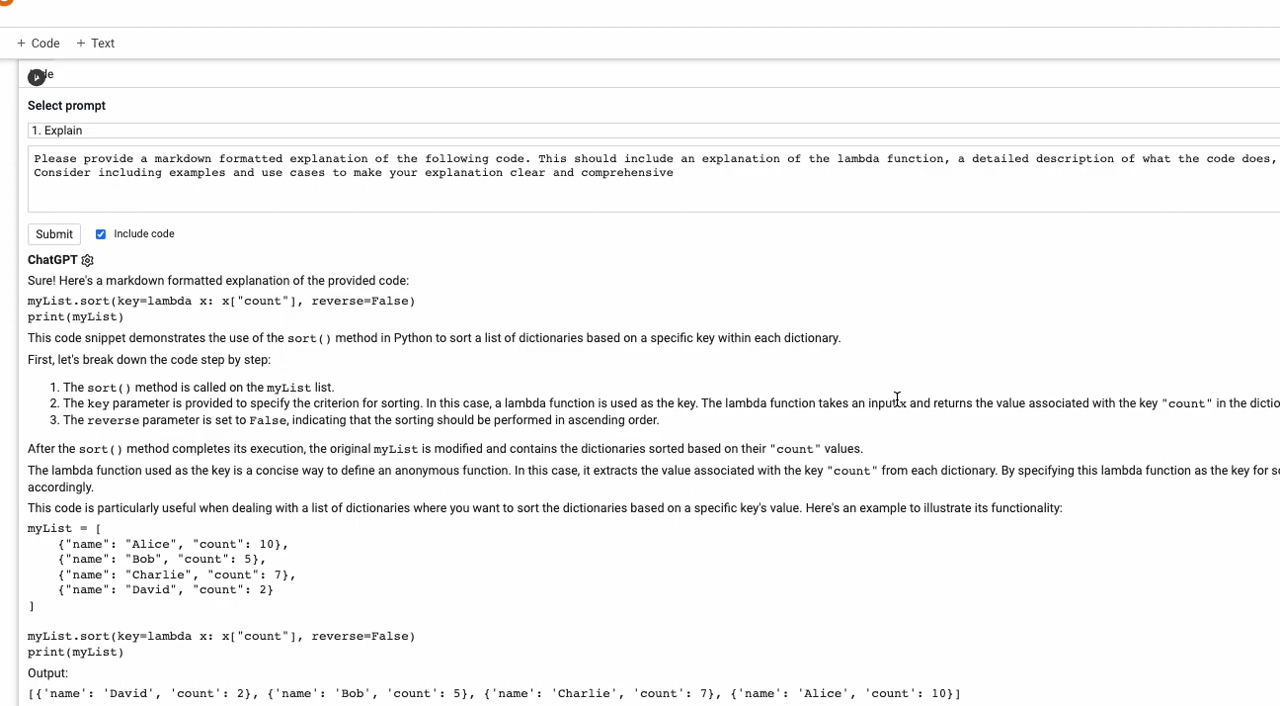 + Code + Text
Select prompt
1. Explain
Please provide a markdown formatted explanation of the following code. This should include an explanation of the lambda function, a detailed description of what the code does,
Consider including examples and use cases to make your explanation clear and comprehensive
Submit Include code
ChatGPT
Sure! Here's a markdown formatted explanation of the provided code:
myList.sort(key=lambda x: x["count"], reverse=False)
print(myList)
This code snippet demonstrates the use of the sort() method in Python to sort a list of dictionaries based on a specific key within each dictionary.
First, let's break down the code step by step:
1. The sort() method is called on the myList list.
2. The key parameter is provided to specify the criterion for sorting. In this case, a lambda function is used as the key. The lambda function takes an input x and returns the value associated with the key "count" in the dictio
3. The reverse parameter is set to False, indicating that the sorting should be performed in ascending order.
After the sort() method completes its execution, the original myList is modified and contains the dictionaries sorted based on their "count" values.
The lambda function used as the key is a concise way to define an anonymous function. In this case, it extracts the value associated with the key "count" from each dictionary. By specifying this lambda function as the key for so
accordingly.
This code is particularly useful when dealing with a list of dictionaries where you want to sort the dictionaries based on a specific key's value. Here's an example to illustrate its functionality:
myList = [
{"name": "Alice", "count": 10},
{"name": "Bob", "count": 5},
{"name": "Charlie", "count": 7},
{"name": "David", "count": 2}
]
myList.sort(key=lambda x: x["count"], reverse=False)
print(myList)
Output:
[{'name': 'David', 'count': 2}, {'name': 'Bob', 'count': 5}, {'name': 'Charlie', 'count': 7}, {'name': 'Alice', 'count': 10}]